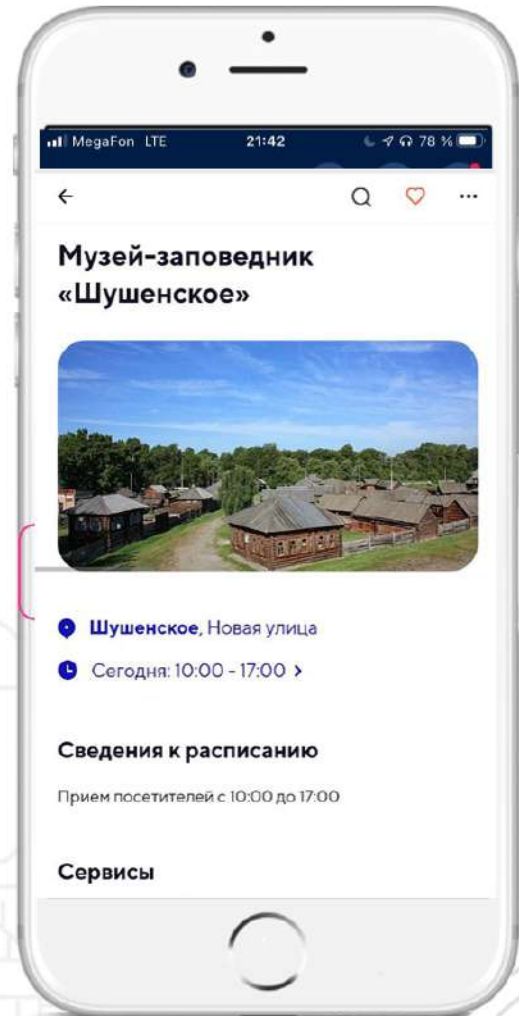 MegaFon LTE 21:42 78 %
Музей-заповедник
«Шушенское»
Шушенское, Новая улица
Сегодня: 10:00 - 17:00
Сведения к расписанию
Прием посетителей с 10:00 до 17:00
Сервисы